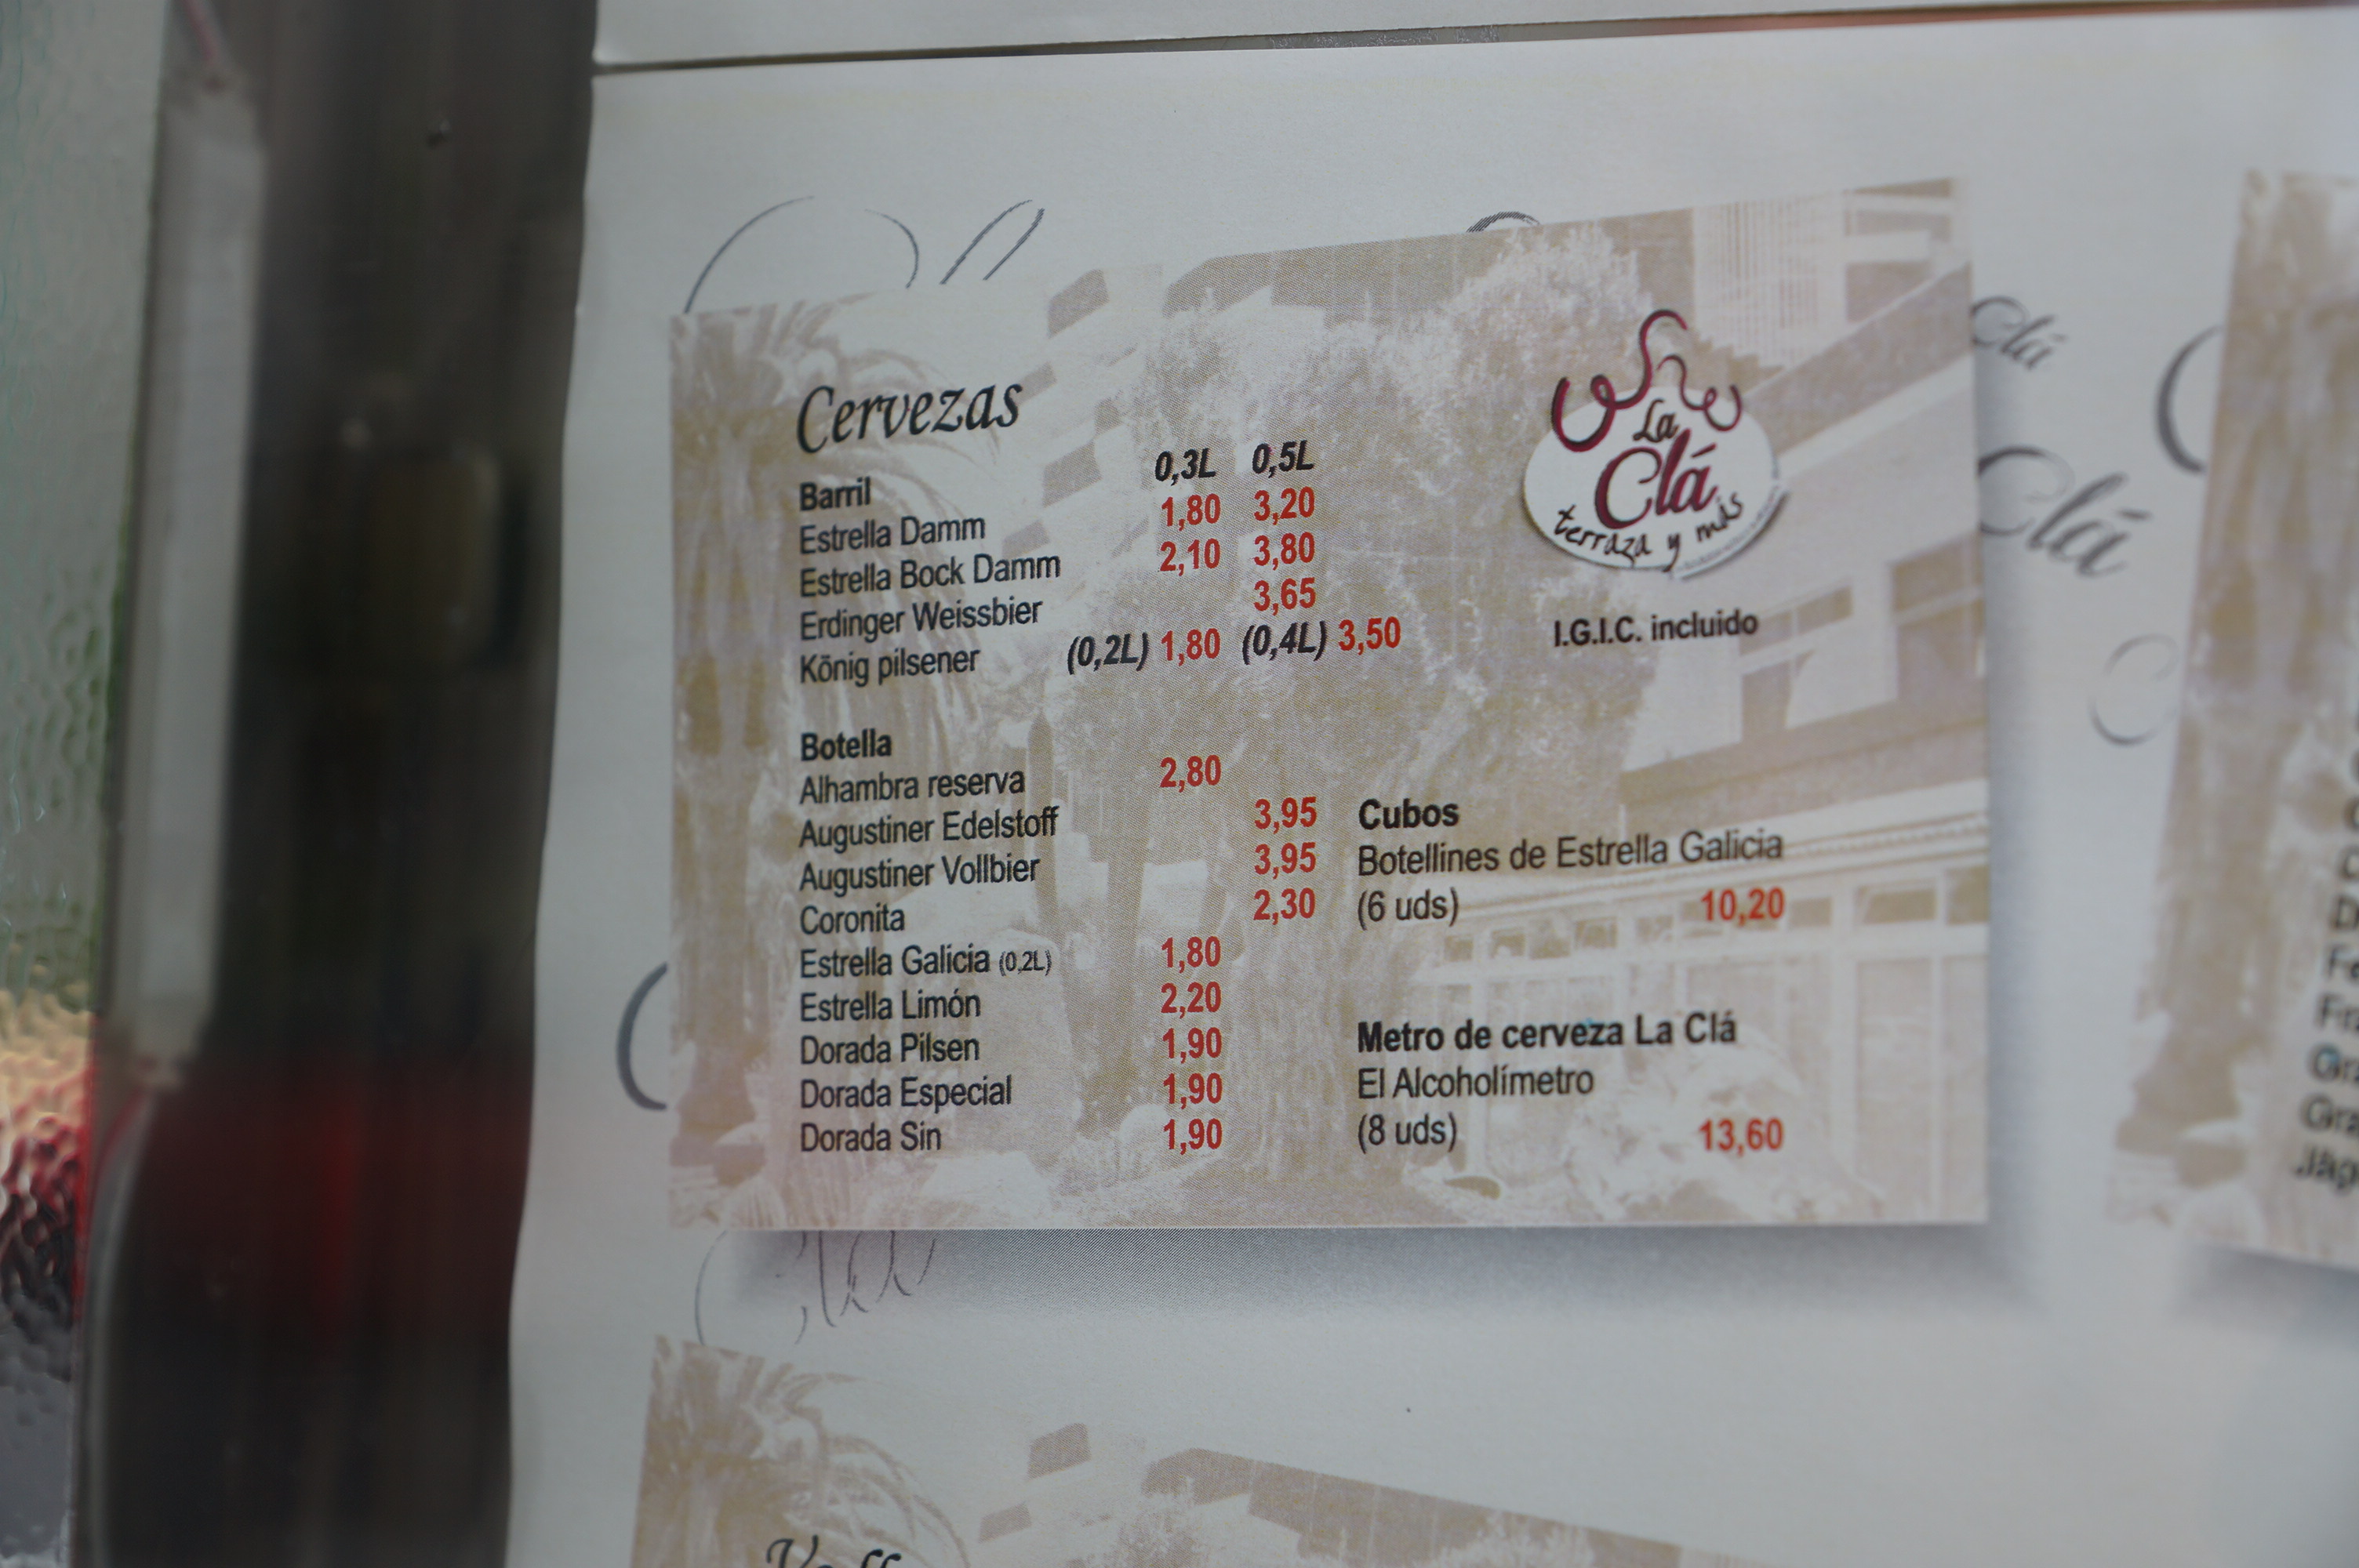 Cervezas
0,3L 0,5L
Barril
Estrella Damm 1,80 3,20
Estrella Bock Damm 2,10 3,80
Erdinger Weissbier 3,65
König pilsener (0,2L) 1,80 (0,4L) 3,50
Botella
Alhambra reserva 2,80
Augustiner Edelstoff 3,95
Augustiner Vollbier 3,95
Coronita 2,30
Estrella Galicia (0,2L) 1,80
Estrella Limón 2,20
Dorada Pilsen 1,90
Dorada Especial 1,90
Dorada Sin 1,90
La
Clá
terraza y más
I.G.I.C. incluido
Cubos
Botellines de Estrella Galicia
(6 uds) 10,20
Metro de cerveza La Clá
El Alcoholímetro
(8 uds) 13,60
Clá
Clá